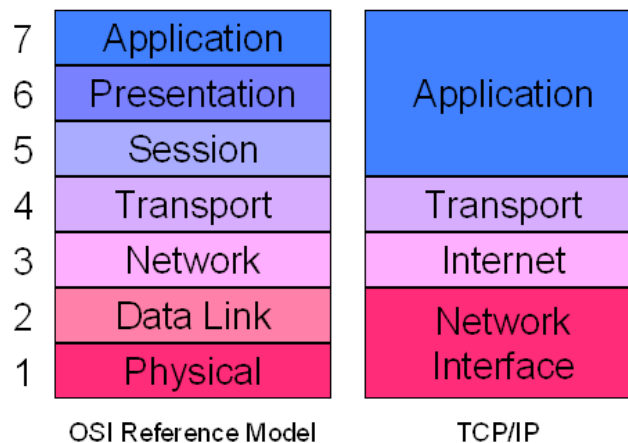 7 Application
6 Presentation
5 Session
4 Transport
3 Network
2 Data Link
1 Physical
OSI Reference Model
Application
Transport
Internet
Network
Interface
TCP/IP